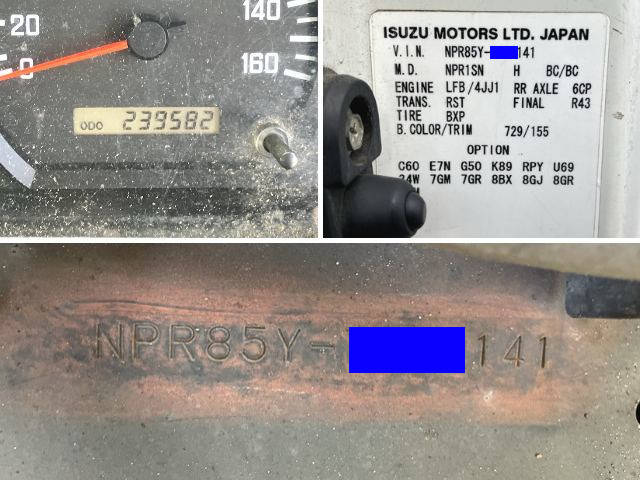 20
0
140
160
ODO 239582
ISUZU MOTORS LTD. JAPAN
V.I.N. NPR85Y- 141
M.D. NPR1SN H BC/BC
ENGINE LFB/4JJ1 RR AXLE 6CP
TRANS. RST FINAL R43
TIRE BXP
B.COLOR/TRIM 729/155
OPTION
C60 E7N G50 K89 RPY U69
7GM 7GR 8BX 8GJ 8GR
NPR85Y- 141